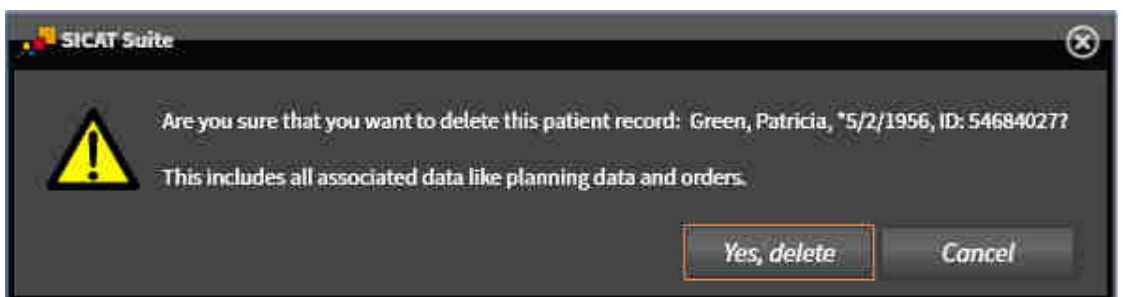 SICAT Suite
Are you sure that you want to delete this patient record: Green, Patricia, *5/2/1956, ID: 54684027?
This includes all associated data like planning data and orders.
Yes, delete
Cancel